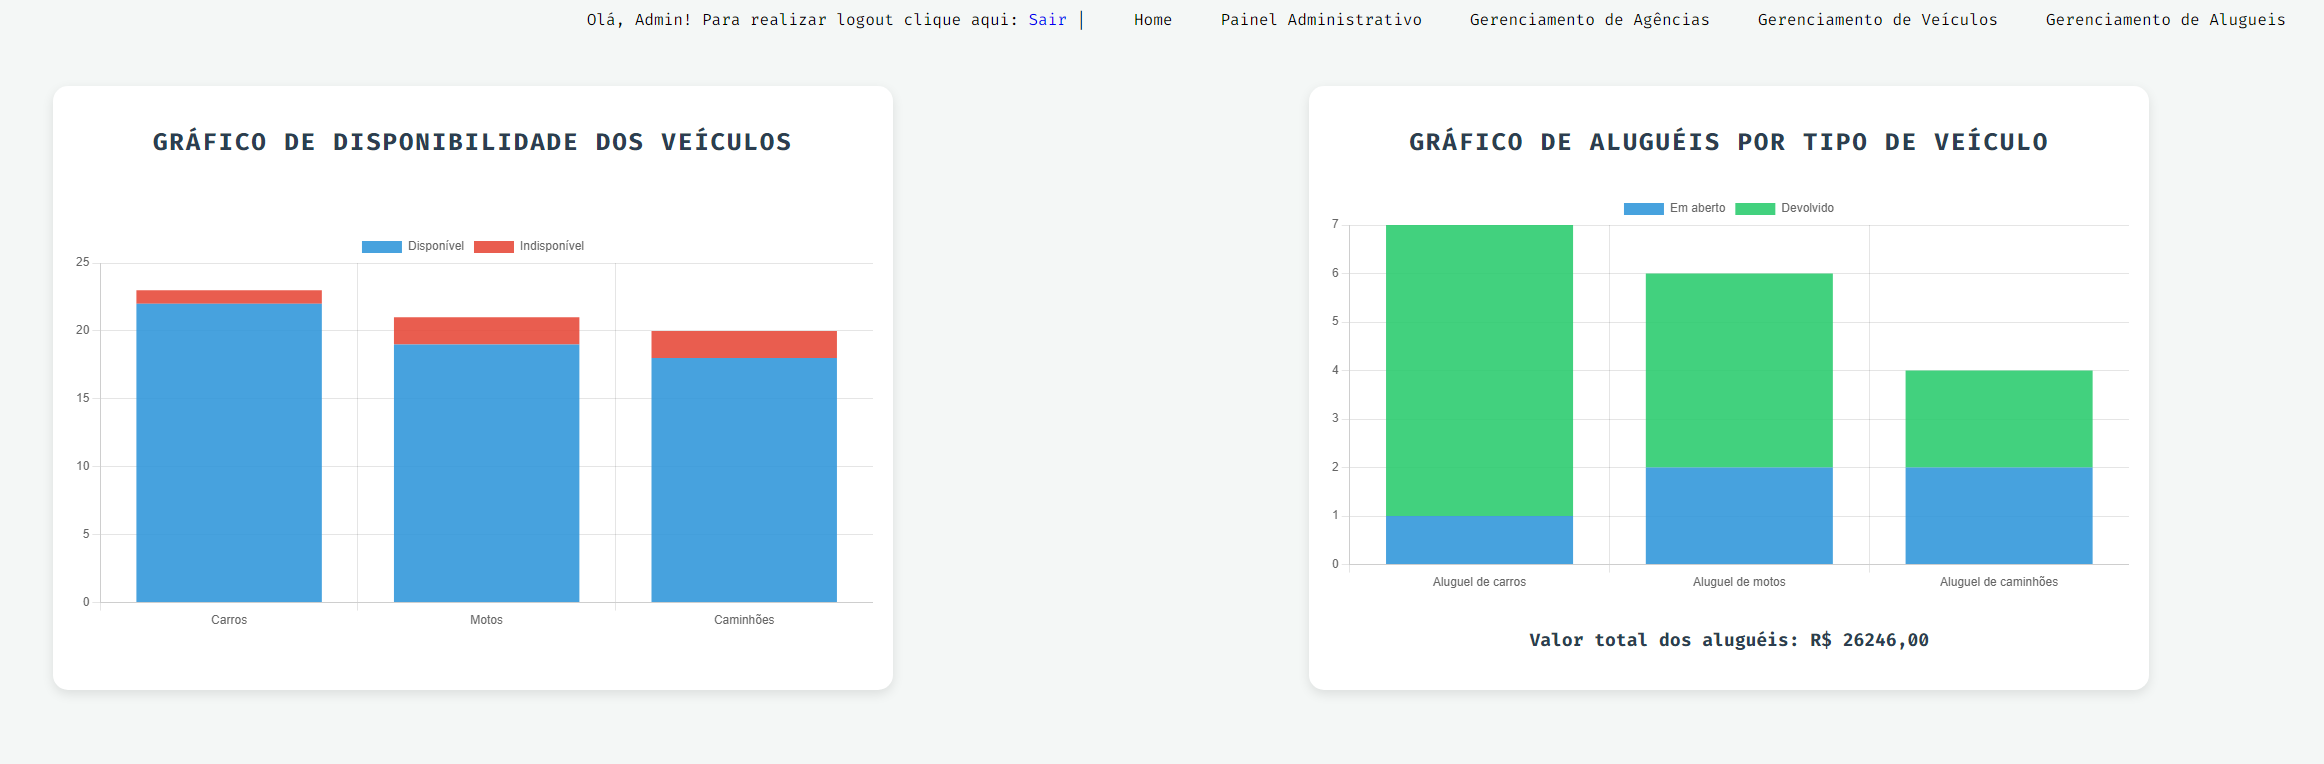 Olá, Admin! Para realizar logout clique aqui: Sair | Home Painel Administrativo Gerenciamento de Agências Gerenciamento de Veículos Gerenciamento de Alugueis
GRÁFICO DE DISPONIBILIDADE DOS VEÍCULOS
Disponível Indisponível
25
20
15
10
5
0
Carros Motos Caminhões
GRÁFICO DE ALUGUÉIS POR TIPO DE VEÍCULO
Em aberto Devolvido
7
6
5
4
3
2
1
0
Aluguel de carros Aluguel de motos Aluguel de caminhões
Valor total dos aluguéis: R$ 26246,00